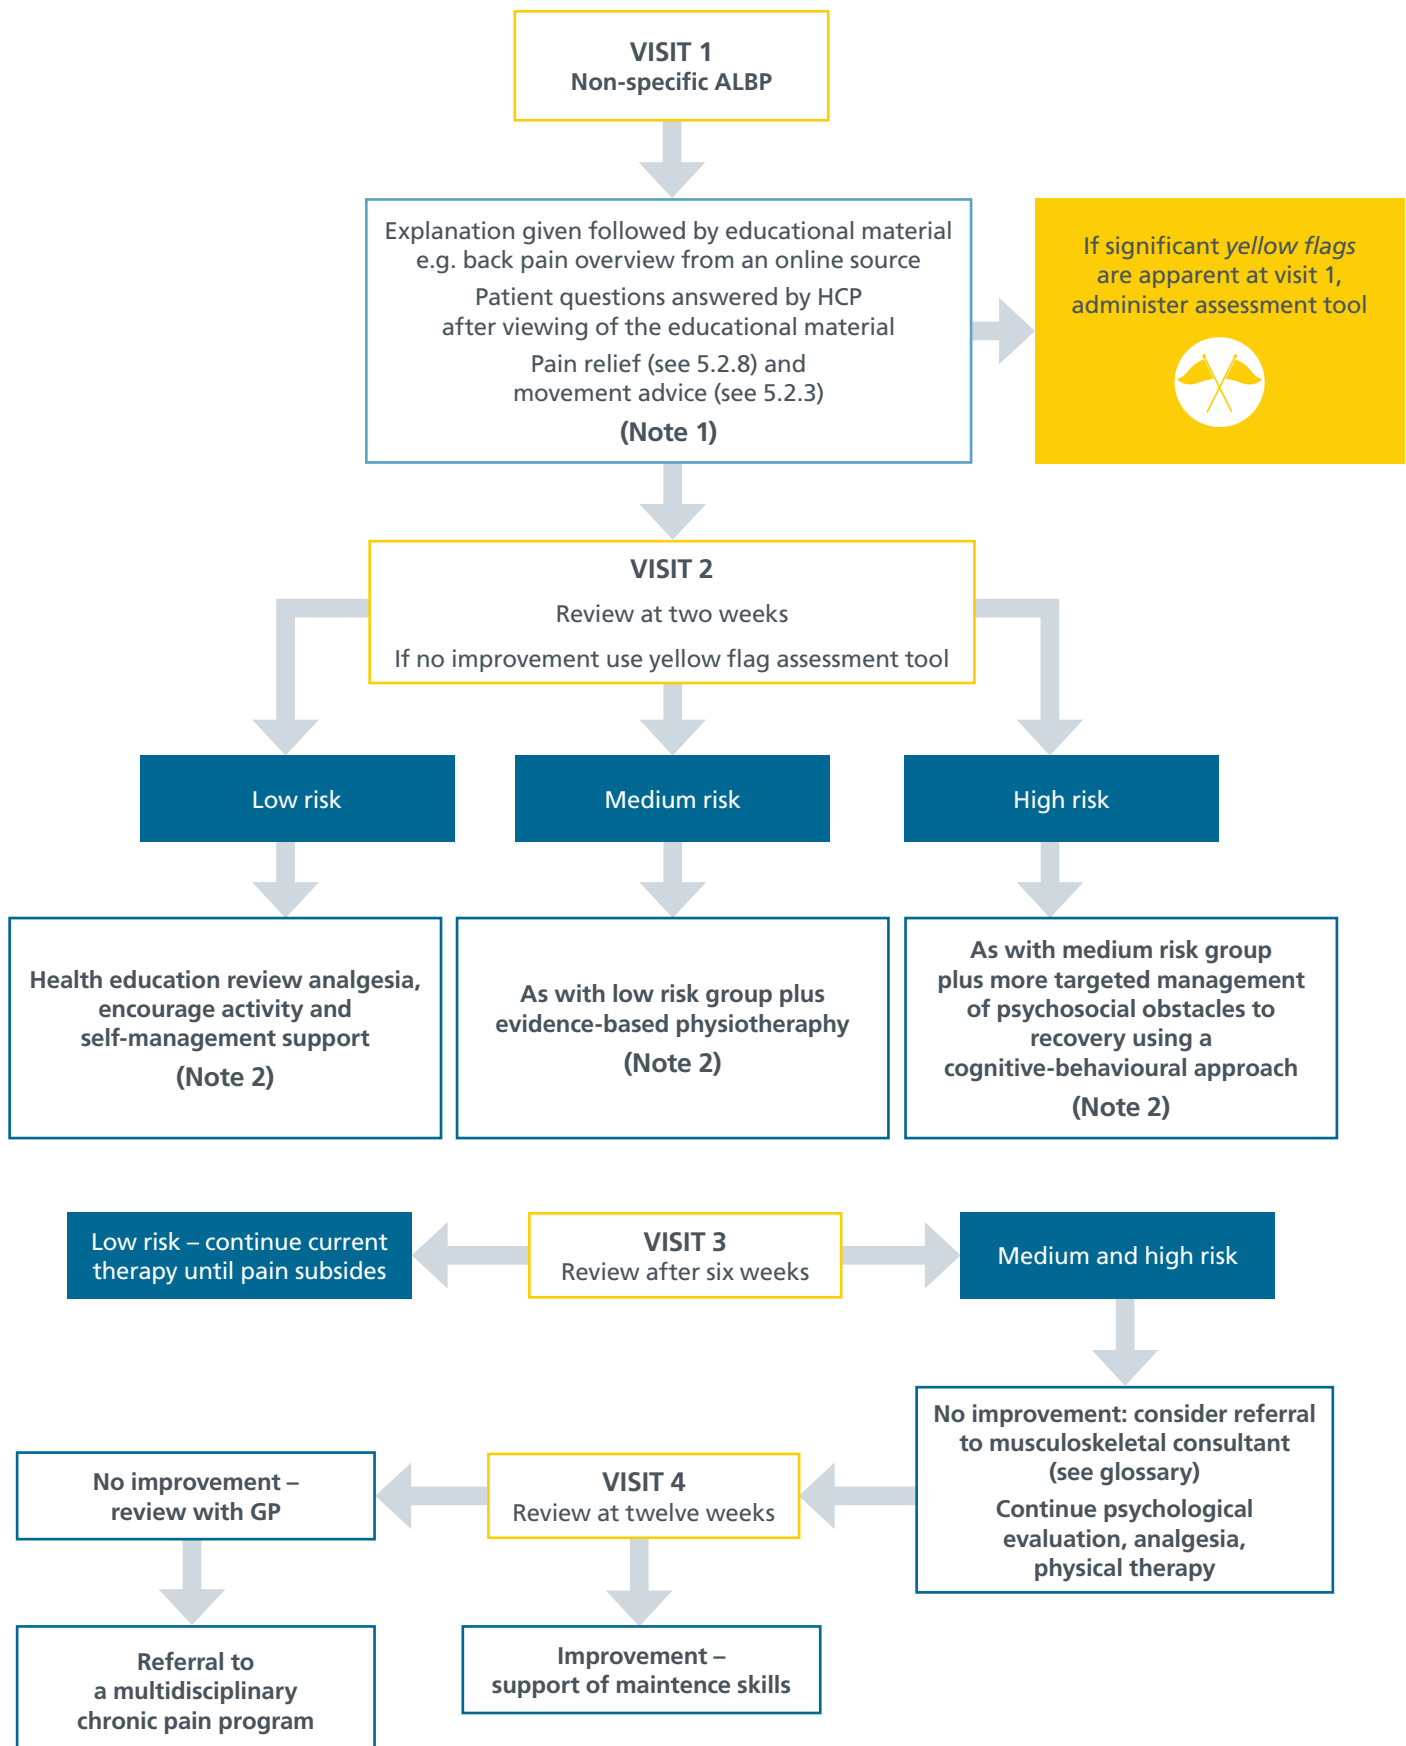 VISIT 1
Non-specific ALBP
Explanation given followed by educational material
e.g. back pain overview from an online source
Patient questions answered by HCP
after viewing of the educational material
Pain relief (see 5.2.8) and
movement advice (see 5.2.3)
(Note 1)
If significant yellow flags
are apparent at visit 1,
administer assessment tool
VISIT 2
Review at two weeks
If no improvement use yellow flag assessment tool
Low risk
Medium risk
High risk
Health education review analgesia,
encourage activity and
self-management support
(Note 2)
As with low risk group plus
evidence-based physiotheraphy
(Note 2)
As with medium risk group
plus more targeted management
of psychosocial obstacles to
recovery using a
cognitive-behavioural approach
(Note 2)
Low risk – continue current
therapy until pain subsides
VISIT 3
Review after six weeks
Medium and high risk
No improvement: consider referral
to musculoskeletal consultant
(see glossary)
Continue psychological
evaluation, analgesia,
physical therapy
VISIT 4
Review at twelve weeks
No improvement –
review with GP
Referral to
a multidisciplinary
chronic pain program
Improvement –
support of maintence skills